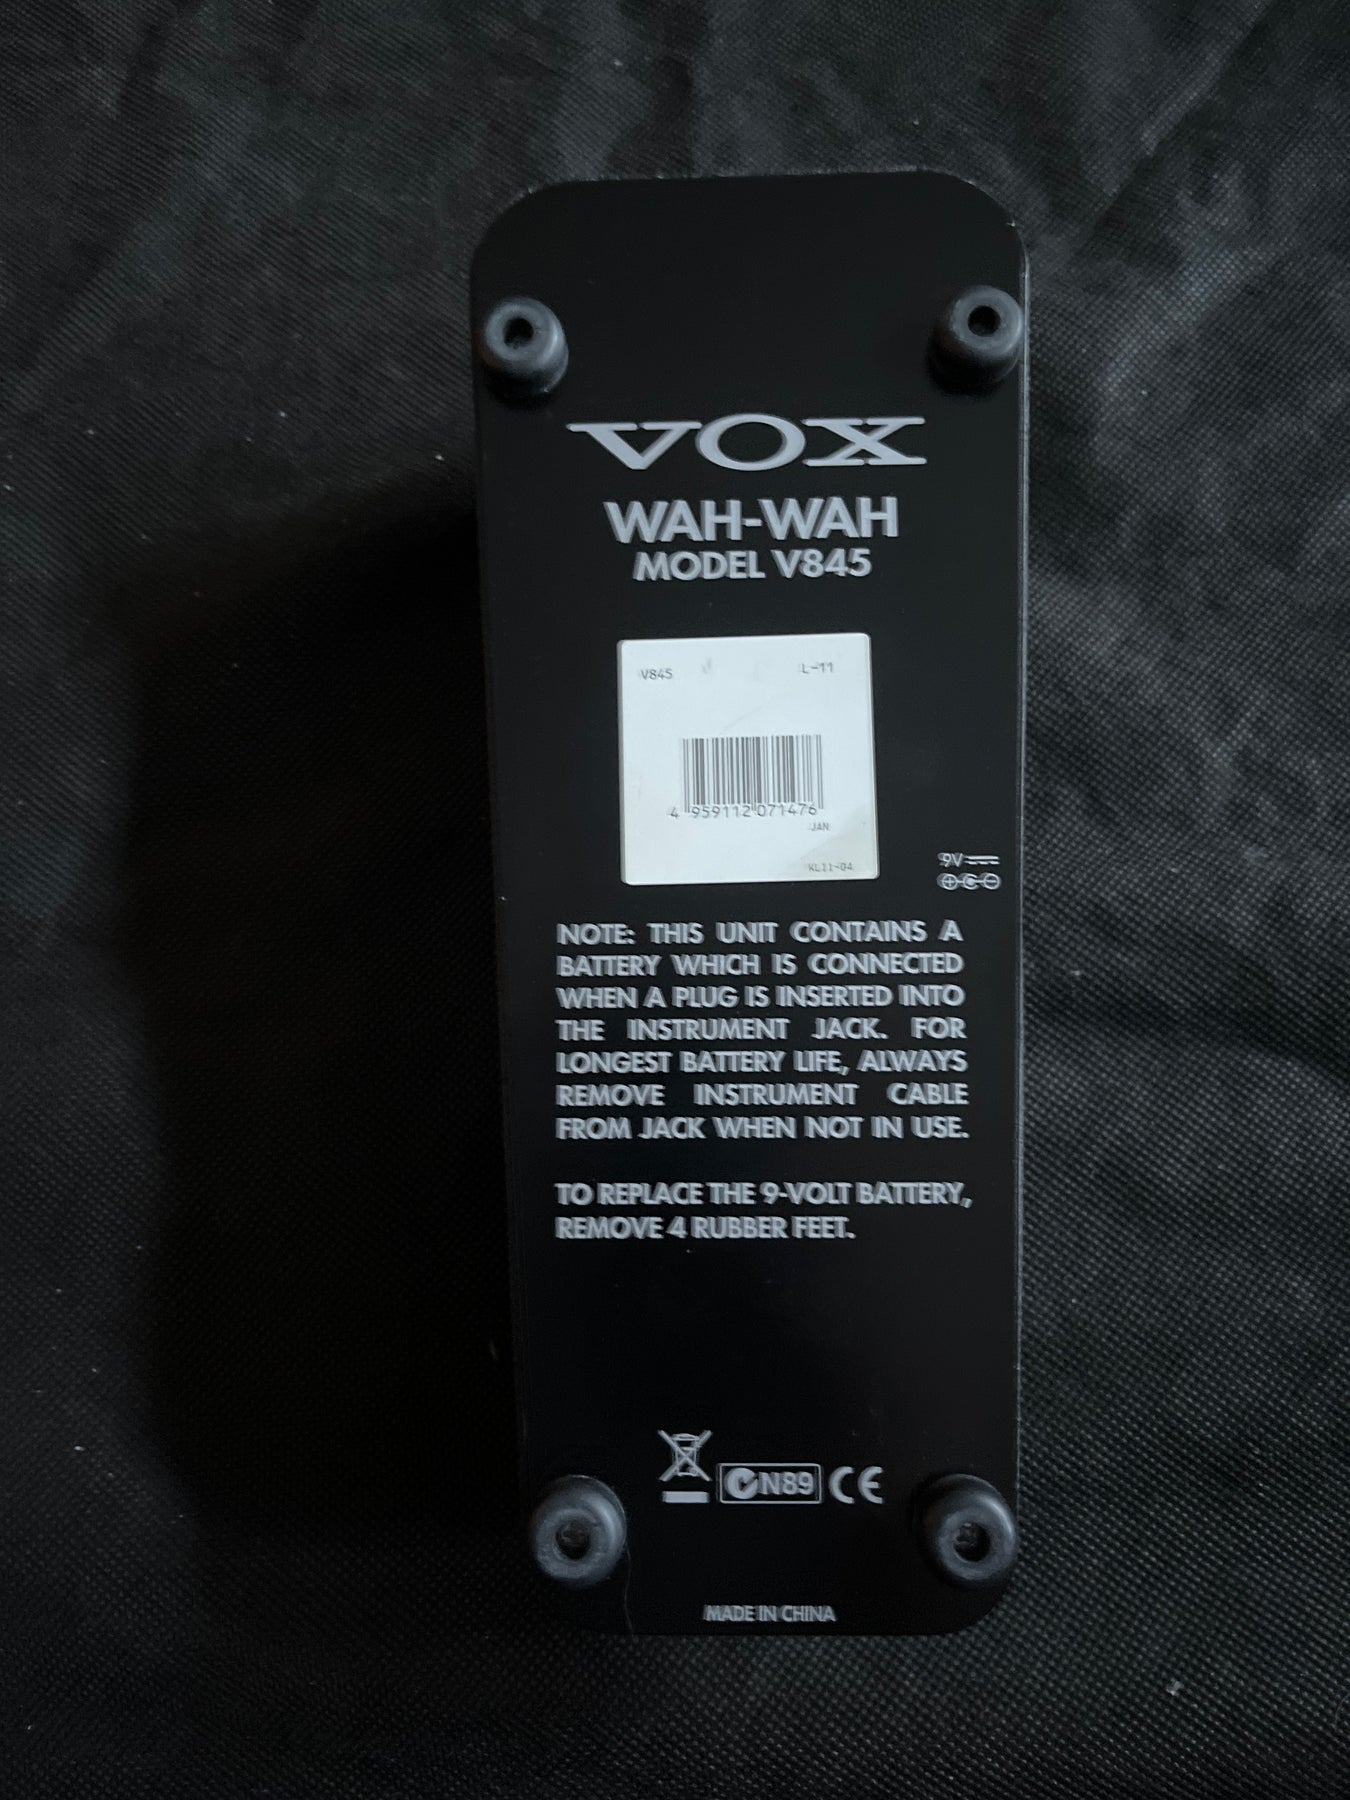 VOX
WAH-WAH
MODEL V845
V845 L-11
4 959112 071476
JAN
KL11-04
9V
NOTE: THIS UNIT CONTAINS A
BATTERY WHICH IS CONNECTED
WHEN A PLUG IS INSERTED INTO
THE INSTRUMENT JACK. FOR
LONGEST BATTERY LIFE, ALWAYS
REMOVE INSTRUMENT CABLE
FROM JACK WHEN NOT IN USE.
TO REPLACE THE 9-VOLT BATTERY,
REMOVE 4 RUBBER FEET.
N89 CE
MADE IN CHINA